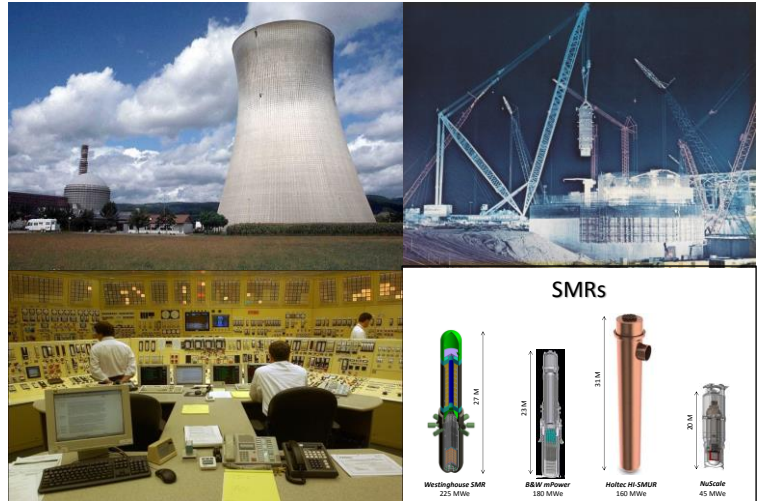 SMRs
27 M
23 M
31 M
20 M
Westinghouse SMR
225 MWe
B&W mPower
180 MWe
Holtec HI-SMUR
160 MWe
NuScale
45 MWe